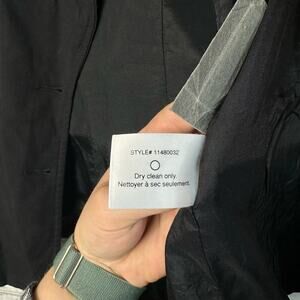 STYLE# 11480032
Dry clean only.
Nettoyer à sec seulement.